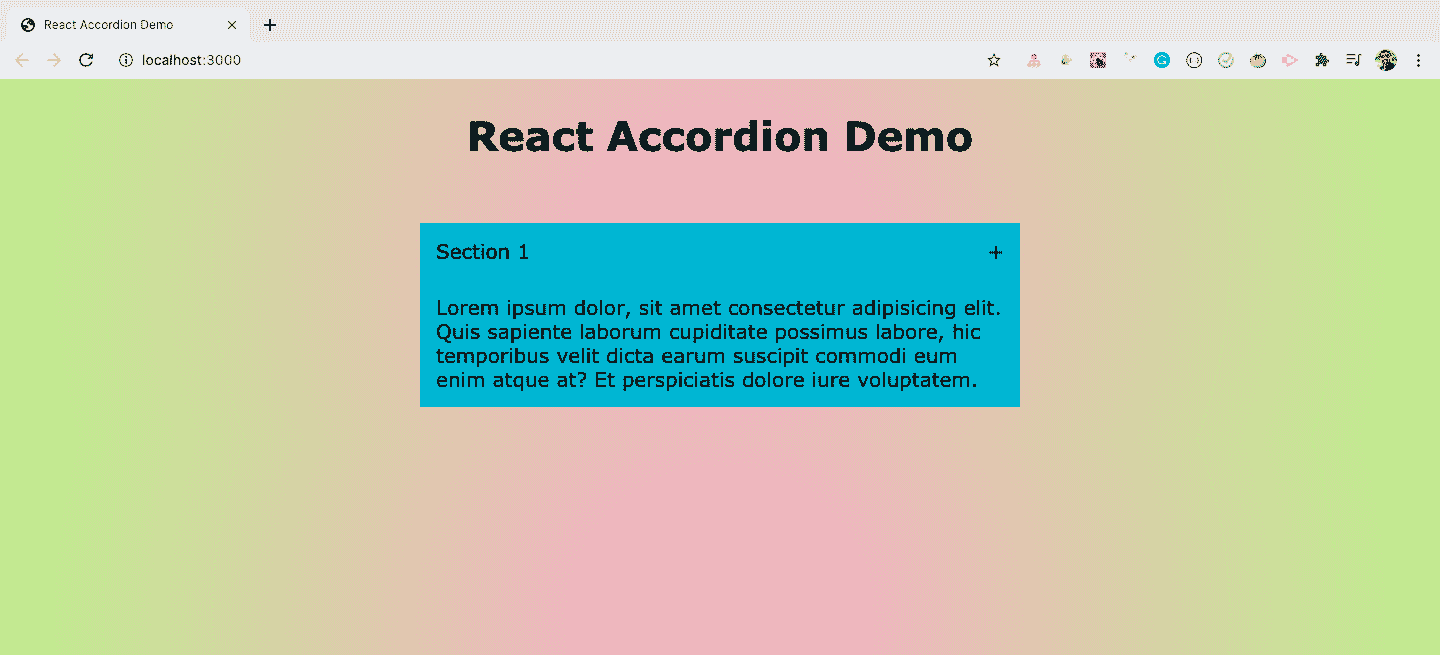 React Accordion Demo
localhost:3000
React Accordion Demo
Section 1 +
Lorem ipsum dolor, sit amet consectetur adipisicing elit.
Quis sapiente laborum cupiditate possimus labore, hic
temporibus velit dicta earum suscipit commodi eum
enim atque at? Et perspiciatis dolore iure voluptatem.